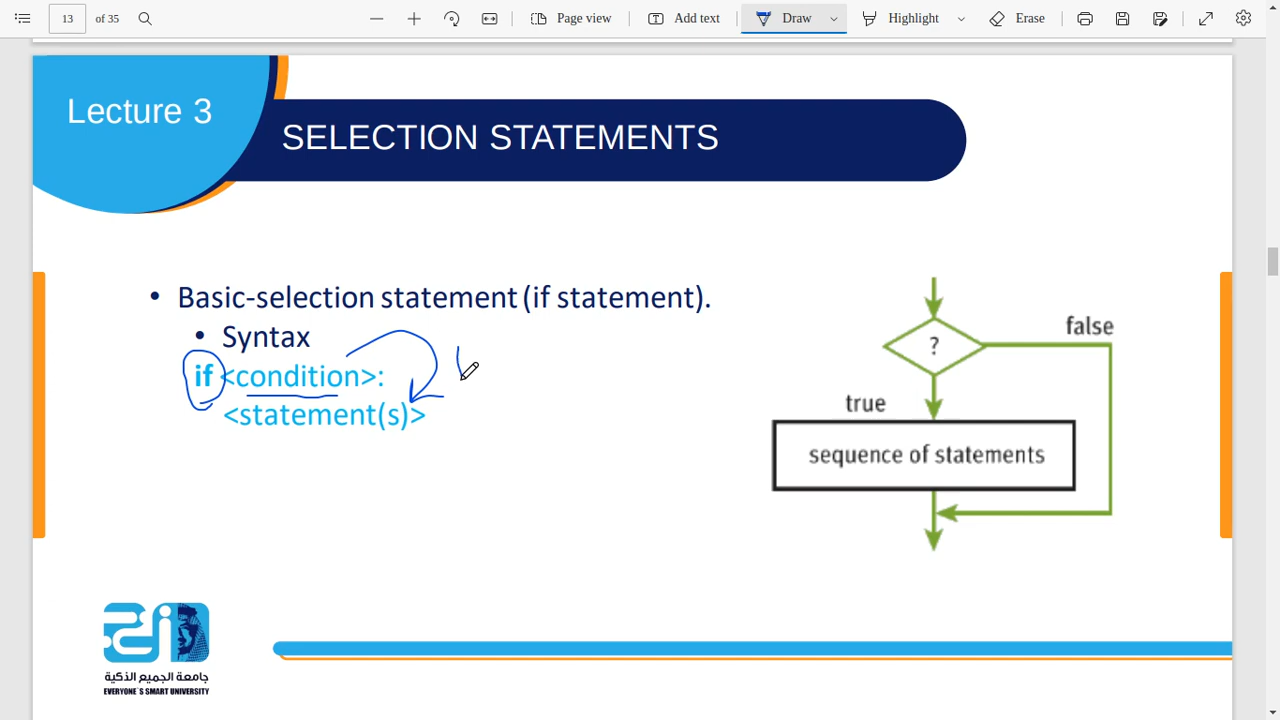 13
of 35
Page view
Add text
Draw
Highlight
Erase
Lecture 3
SELECTION STATEMENTS
• Basic-selection statement (if statement).
• Syntax
if <condition>:
<statement(s)>
?
false
true
sequence of statements
جامعة الجميع الذكية
EVERYONE'S SMART UNIVERSITY